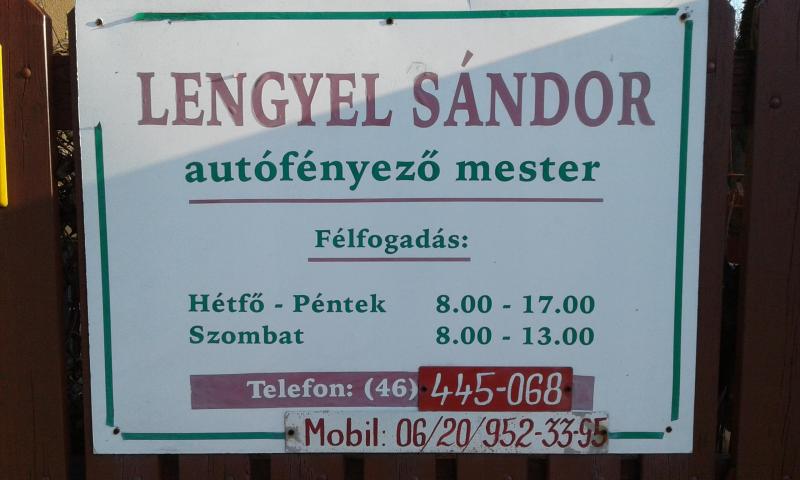 LENGYEL SÁNDOR
autófényező mester
Félfogadás:
Hétfő - Péntek 8.00 - 17.00
Szombat 8.00 - 13.00
Telefon: (46) 445-068
Mobil: 06/20/952-33-95